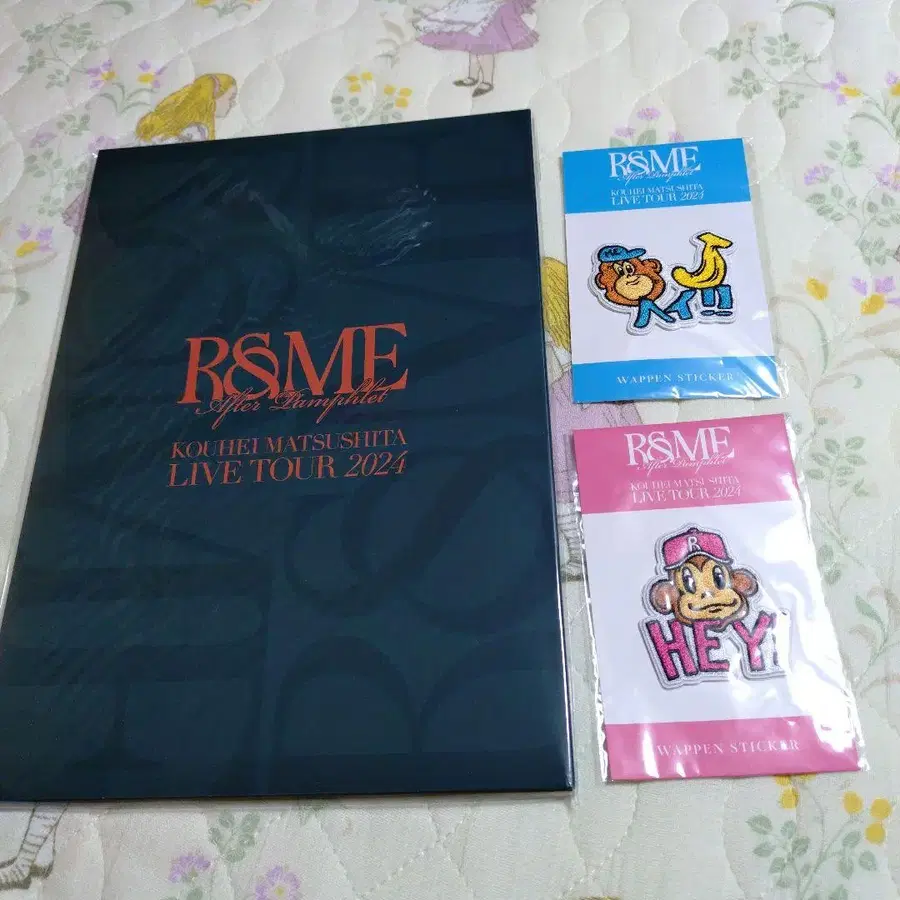 R&ME
After Pamphlet
KOUHEI MATSUSHITA
LIVE TOUR 2024
R&ME
After Pamphlet
KOUHEI MATSUSHITA
LIVE TOUR 2024
ヘイ!!
WAPPEN STICKER
R&ME
After Pamphlet
KOUHEI MATSUSHITA
LIVE TOUR 2024
R
HEY!
WAPPEN STICKER